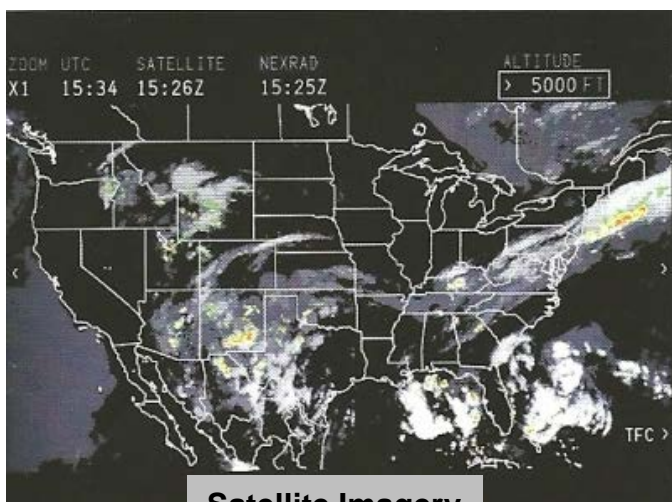 ZOOM UTC SATELLITE NEXRAD ALTITUDE
X1 15:34 15:26Z 15:25Z > 5000 FT
< >
TFC >
Satellite Imagery